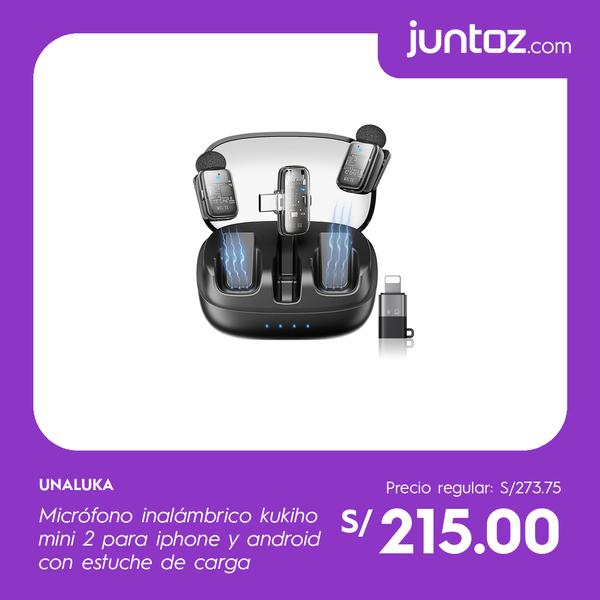 juntoz.com
UNALUKA
Micrófono inalámbrico kukiho
mini 2 para iphone y android
con estuche de carga
Precio regular: S/273.75
S/215.00